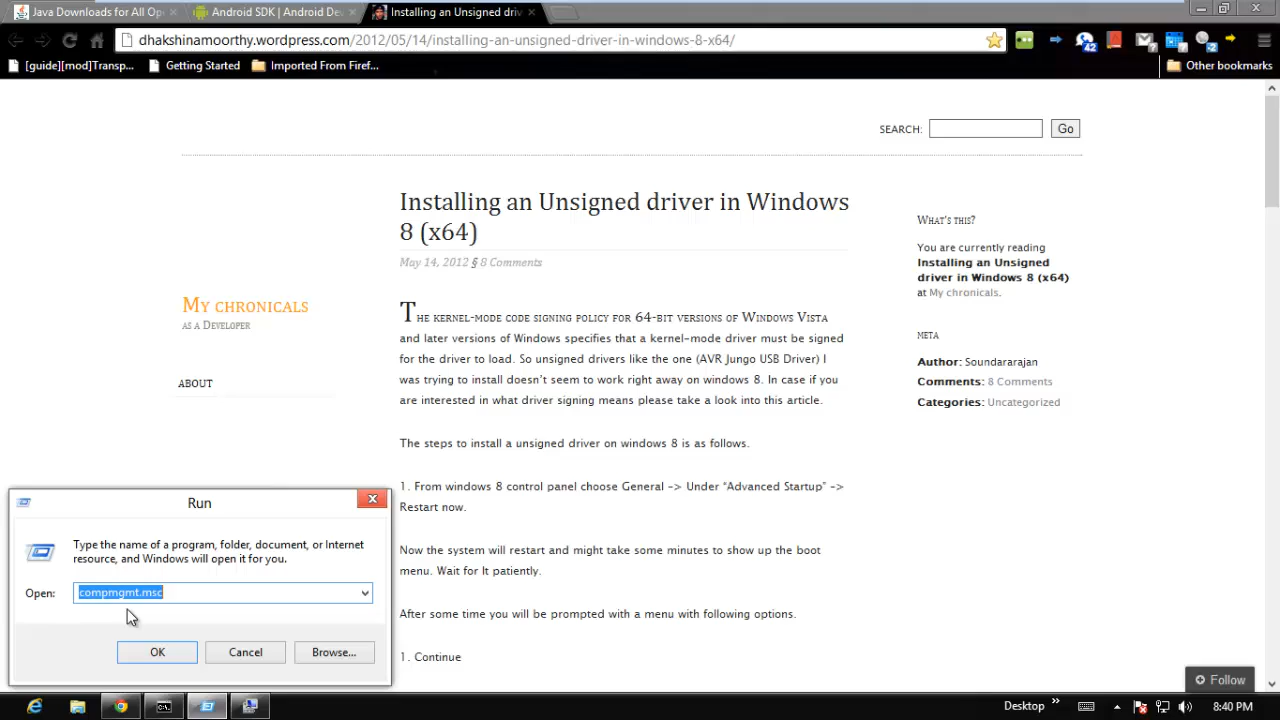 Java Downloads for All Ope
Android SDK | Android De
Installing an Unsigned driv
dhakshinamoorthy.wordpress.com/2012/05/14/installing-an-unsigned-driver-in-windows-8-x64/
[guide][mod]Transp...
Getting Started
Imported From Firef...
Other bookmarks
SEARCH:
Go
Installing an Unsigned driver in Windows
8 (x64)
May 14, 2012 § 8 Comments
My chronicals
as a Developer
ABOUT
The kernel-mode code signing policy for 64-bit versions of Windows Vista
and later versions of Windows specifies that a kernel-mode driver must be signed
for the driver to load. So unsigned drivers like the one (AVR Jungo USB Driver) I
was trying to install doesn't seem to work right away on windows 8. In case if you
are interested in what driver signing means please take a look into this article.
The steps to install a unsigned driver on windows 8 is as follows.
1. From windows 8 control panel choose General -> Under “Advanced Startup” ->
Restart now.
Now the system will restart and might take some minutes to show up the boot
menu. Wait for It patiently.
After some time you will be prompted with a menu with following options.
1. Continue
What's this?
You are currently reading
Installing an Unsigned
driver in Windows 8 (x64)
at My chronicals.
META
Author: Soundararajan
Comments: 8 Comments
Categories: Uncategorized
Follow
Run
Type the name of a program, folder, document, or Internet
resource, and Windows will open it for you.
Open: compmgmt.msc
OK
Cancel
Browse...
Desktop
8:40 PM